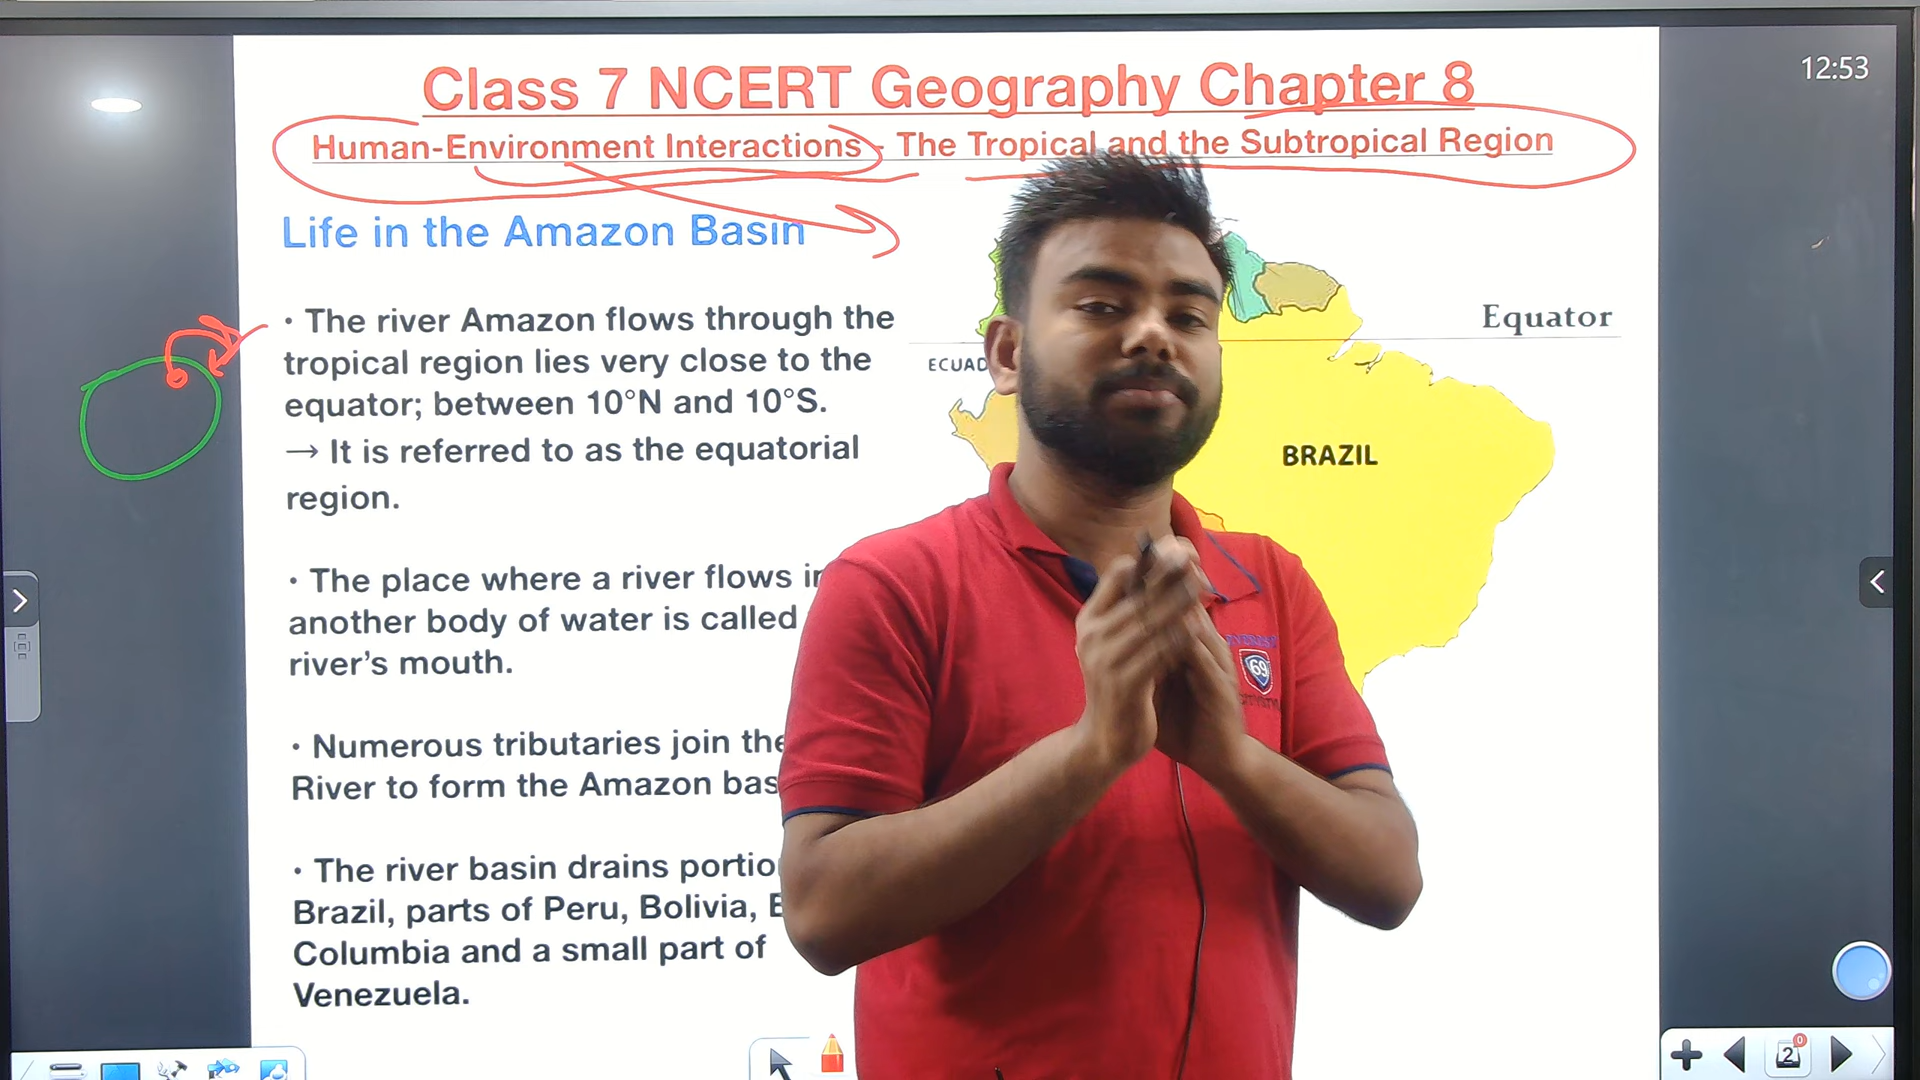 12:53
Class 7 NCERT Geography Chapter 8
Human-Environment Interactions - The Tropical and the Subtropical Region
Life in the Amazon Basin
• The river Amazon flows through the
tropical region lies very close to the
equator; between 10°N and 10°S.
→ It is referred to as the equatorial
region.
• The place where a river flows
another body of water is called
river's mouth.
• Numerous tributaries join the
River to form the Amazon
• The river basin drains
Brazil, parts of Peru, Bolivia,
Columbia and a small part of
Venezuela.
Equator
BRAZIL
69
2
0